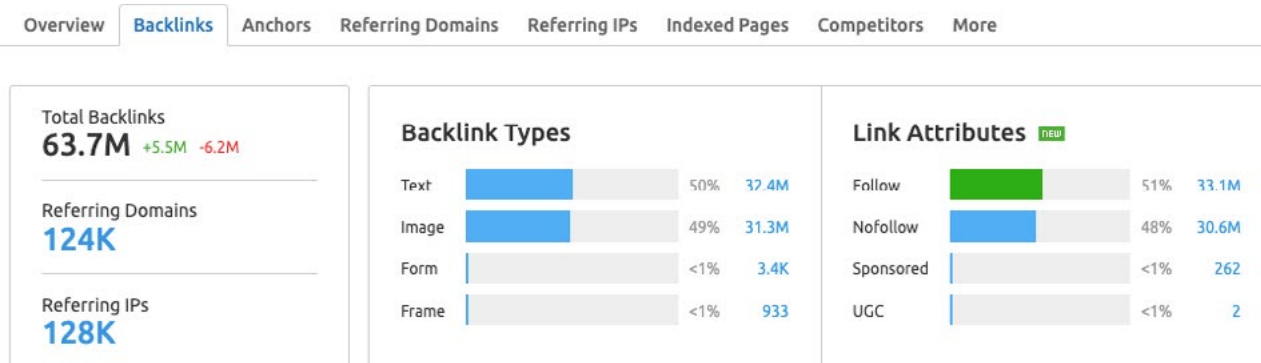 Overview Backlinks Anchors Referring Domains Referring IPs Indexed Pages Competitors More
Total Backlinks
63.7M +5.5M -6.2M
Referring Domains
124K
Referring IPs
128K
Backlink Types
Text 50% 32.4M
Image 49% 31.3M
Form <1% 3.4K
Frame <1% 933
Link Attributes new
Follow 51% 33.1M
Nofollow 48% 30.6M
Sponsored <1% 262
UGC <1% 2